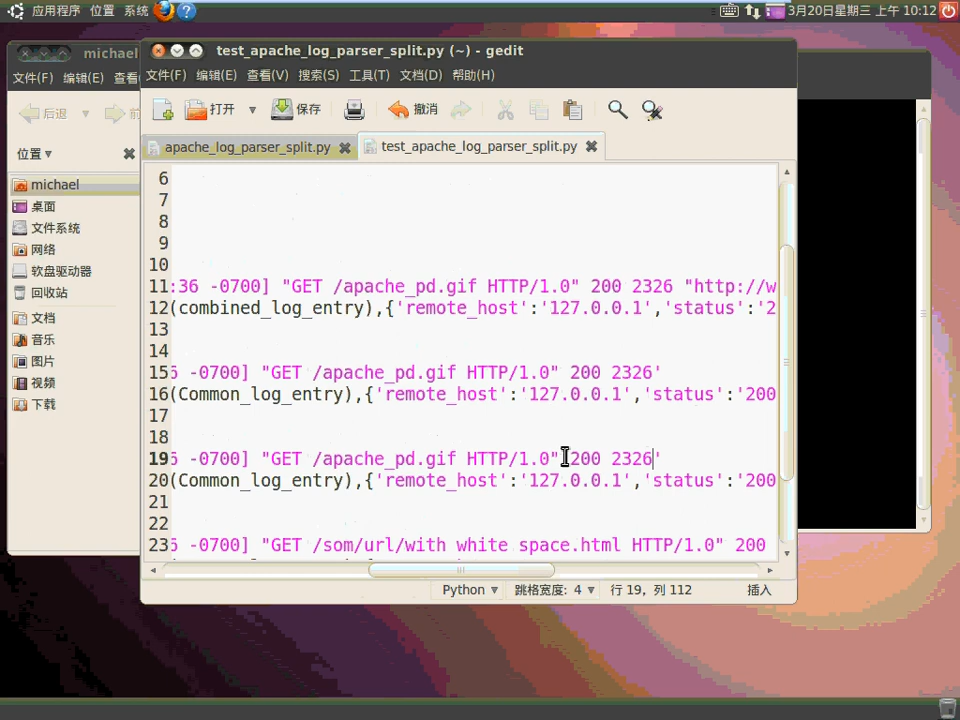 应用程序 位置 系统
3月20日星期三 上午 10:12
michael
文件(F) 编辑(E) 查看
后退
位置
michael
桌面
文件系统
网络
软盘驱动器
回收站
文档
音乐
图片
视频
下载
test_apache_log_parser_split.py (~) - gedit
文件(F) 编辑(E) 查看(V) 搜索(S) 工具(T) 文档(D) 帮助(H)
打开 保存 撤消
apache_log_parser_split.py test_apache_log_parser_split.py
6
7
8
9
10
11 :36 -0700] "GET /apache_pd.gif HTTP/1.0" 200 2326 "http://w
12 (combined_log_entry),{'remote_host':'127.0.0.1','status':'2
13
14
15 5 -0700] "GET /apache_pd.gif HTTP/1.0" 200 2326'
16 (Common_log_entry),{'remote_host':'127.0.0.1','status':'200
17
18
19 5 -0700] "GET /apache_pd.gif HTTP/1.0" 200 2326'
20 (Common_log_entry),{'remote_host':'127.0.0.1','status':'200
21
22
23 5 -0700] "GET /som/url/with white space.html HTTP/1.0" 200
Python 跳格宽度: 4 行 19, 列 112 插入